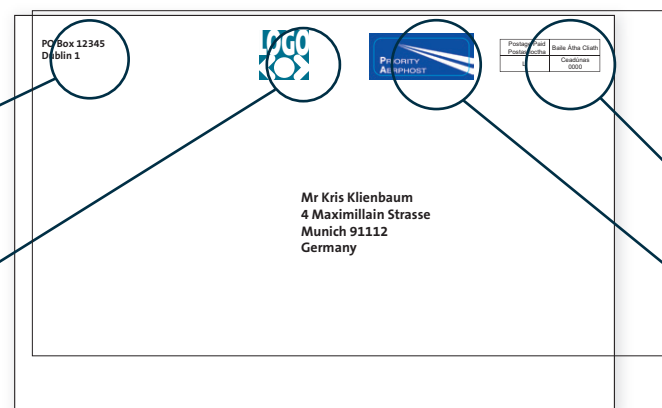 PO Box 12345
Dublin 1
LOGO
PRIORITY
AERPHOST
Postage Paid
Postas Íoctha
Baile Átha Cliath
Ceadúnas
0000
Mr Kris Klienbaum
4 Maximillain Strasse
Munich 91112
Germany